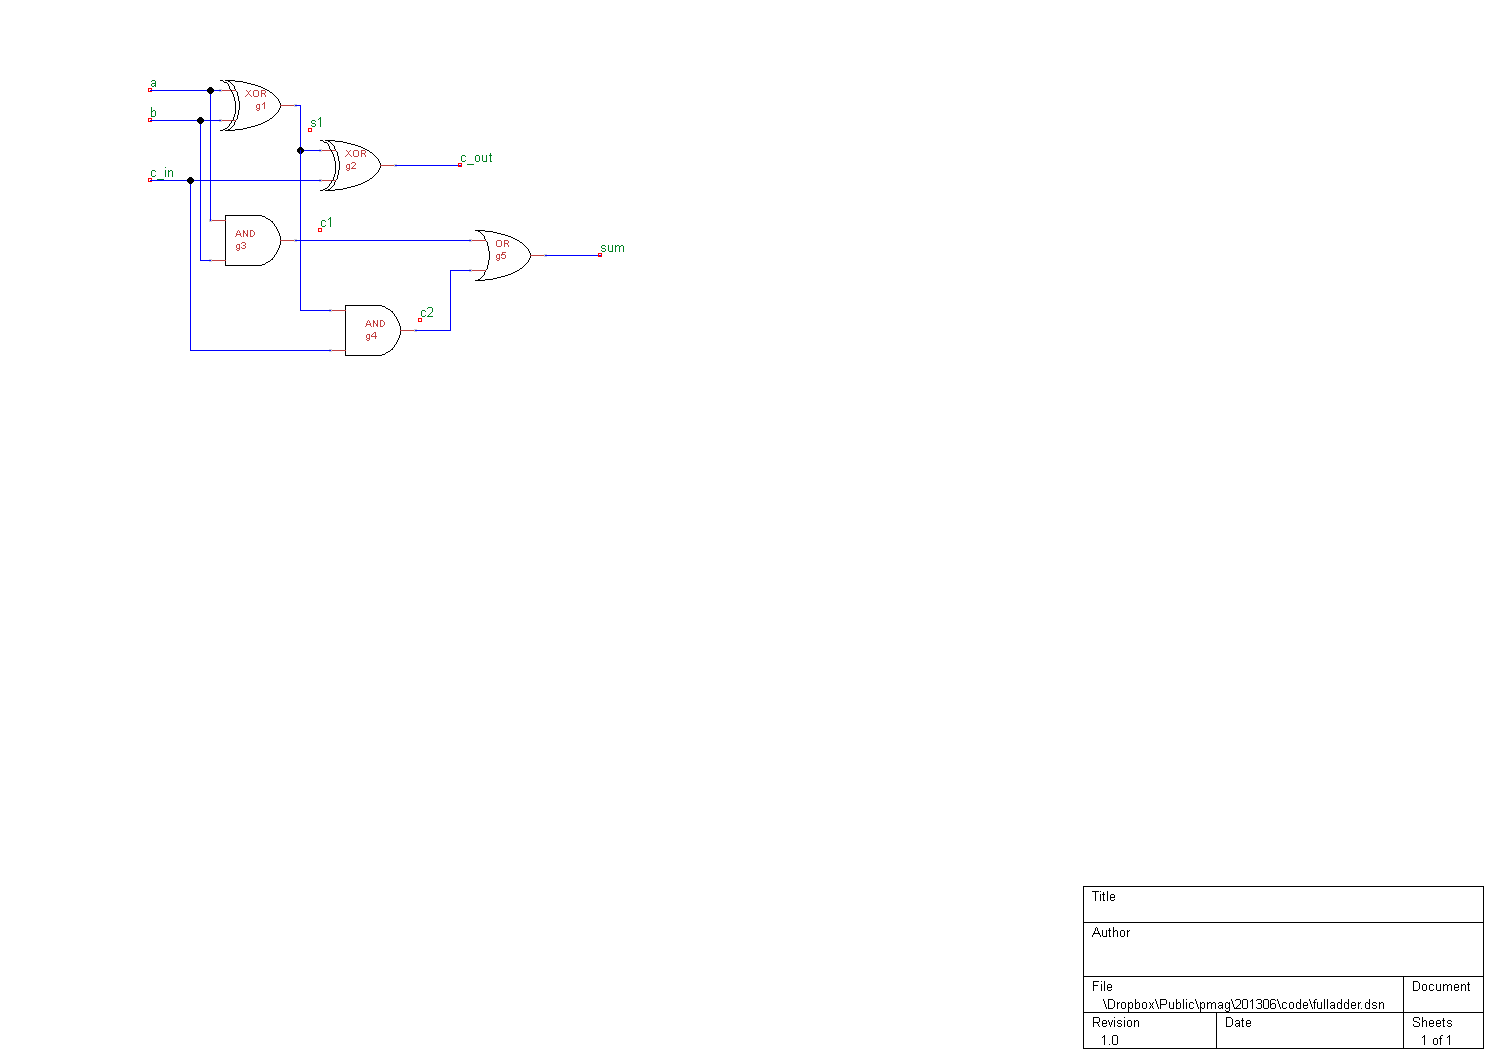 a
XOR
g1
b
s1
XOR
g2
c_out
c_in
c1
AND
g3
OR
g5
sum
c2
AND
g4
Title
Author
File
\Dropbox\Public\pmag\201306\code\fulladder.dsn
Document
Revision
1.0
Date
Sheets
1 of 1